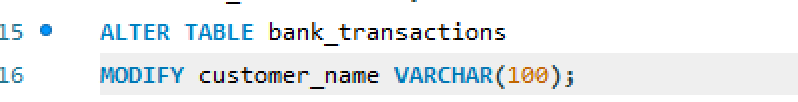 15 ALTER TABLE bank_transactions
16 MODIFY customer_name VARCHAR(100);